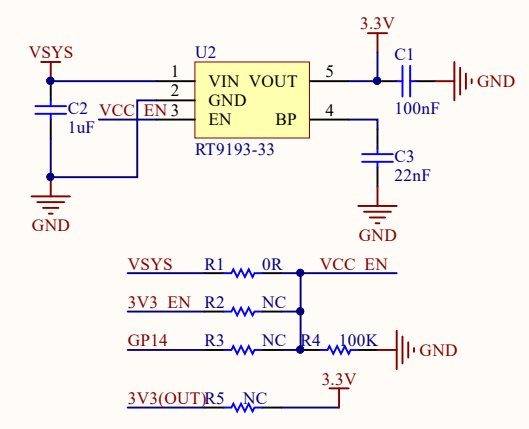 3.3V
VSYS U2 C1
1 VIN VOUT 5 GND
2 GND
C2 VCC_EN 3 EN BP 4 100nF
1uF
RT9193-33 C3
22nF
GND
GND
VSYS R1 0R VCC_EN
3V3_EN R2 NC
GP14 R3 NC R4 100K
GND
3.3V
3V3(OUT) R5 NC